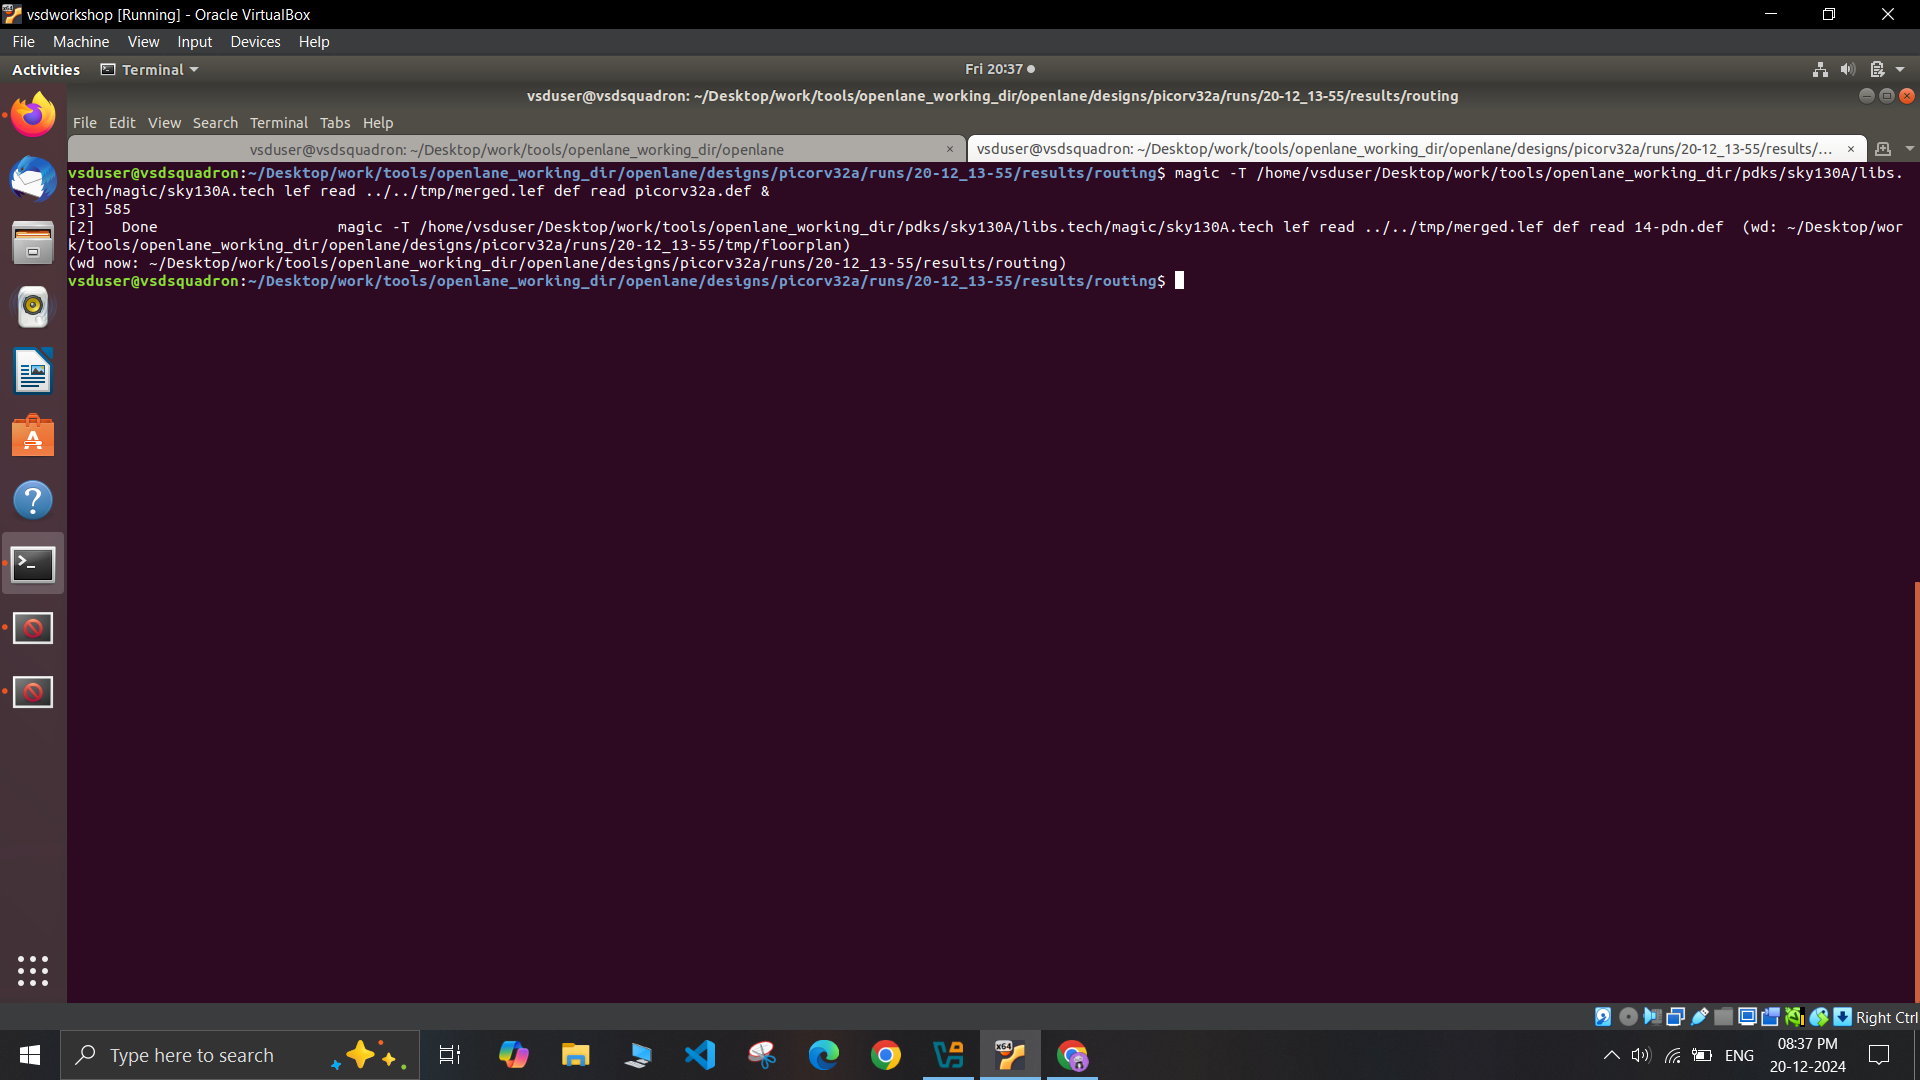 vsdworkshop [Running] - Oracle VirtualBox
File Machine View Input Devices Help
Activities Terminal Fri 20:37
vsduser@vsdsquadron: ~/Desktop/work/tools/openlane_working_dir/openlane/designs/picorv32a/runs/20-12_13-55/results/routing
File Edit View Search Terminal Tabs Help
vsduser@vsdsquadron: ~/Desktop/work/tools/openlane_working_dir/openlane × vsduser@vsdsquadron: ~/Desktop/work/tools/openlane_working_dir/openlane/designs/picorv32a/runs/20-12_13-55/results/... ×
vsduser@vsdsquadron:~/Desktop/work/tools/openlane_working_dir/openlane/designs/picorv32a/runs/20-12_13-55/results/routing$ magic -T /home/vsduser/Desktop/work/tools/openlane_working_dir/pdks/sky130A/libs.
tech/magic/sky130A.tech lef read ../../tmp/merged.lef def read picorv32a.def &
[3] 585
[2]   Done                    magic -T /home/vsduser/Desktop/work/tools/openlane_working_dir/pdks/sky130A/libs.tech/magic/sky130A.tech lef read ../../tmp/merged.lef def read 14-pdn.def  (wd: ~/Desktop/wor
k/tools/openlane_working_dir/openlane/designs/picorv32a/runs/20-12_13-55/tmp/floorplan)
(wd now: ~/Desktop/work/tools/openlane_working_dir/openlane/designs/picorv32a/runs/20-12_13-55/results/routing)
vsduser@vsdsquadron:~/Desktop/work/tools/openlane_working_dir/openlane/designs/picorv32a/runs/20-12_13-55/results/routing$
Right Ctrl
Type here to search
x64
ENG
08:37 PM
20-12-2024